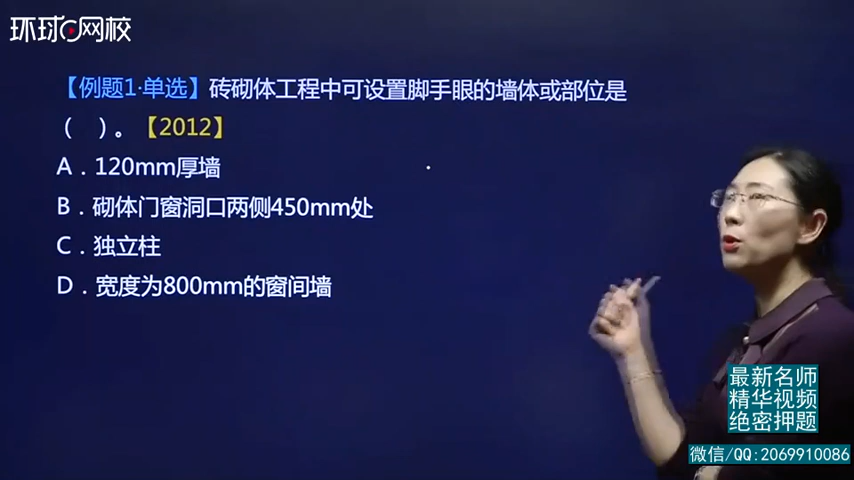 环球网校
【例题1·单选】砖砌体工程中可设置脚手眼的墙体或部位是
（ ）。【2012】
A．120mm厚墙
B．砌体门窗洞口两侧450mm处
C．独立柱
D．宽度为800mm的窗间墙
最新名师
精华视频
绝密押题
微信/QQ:2069910086